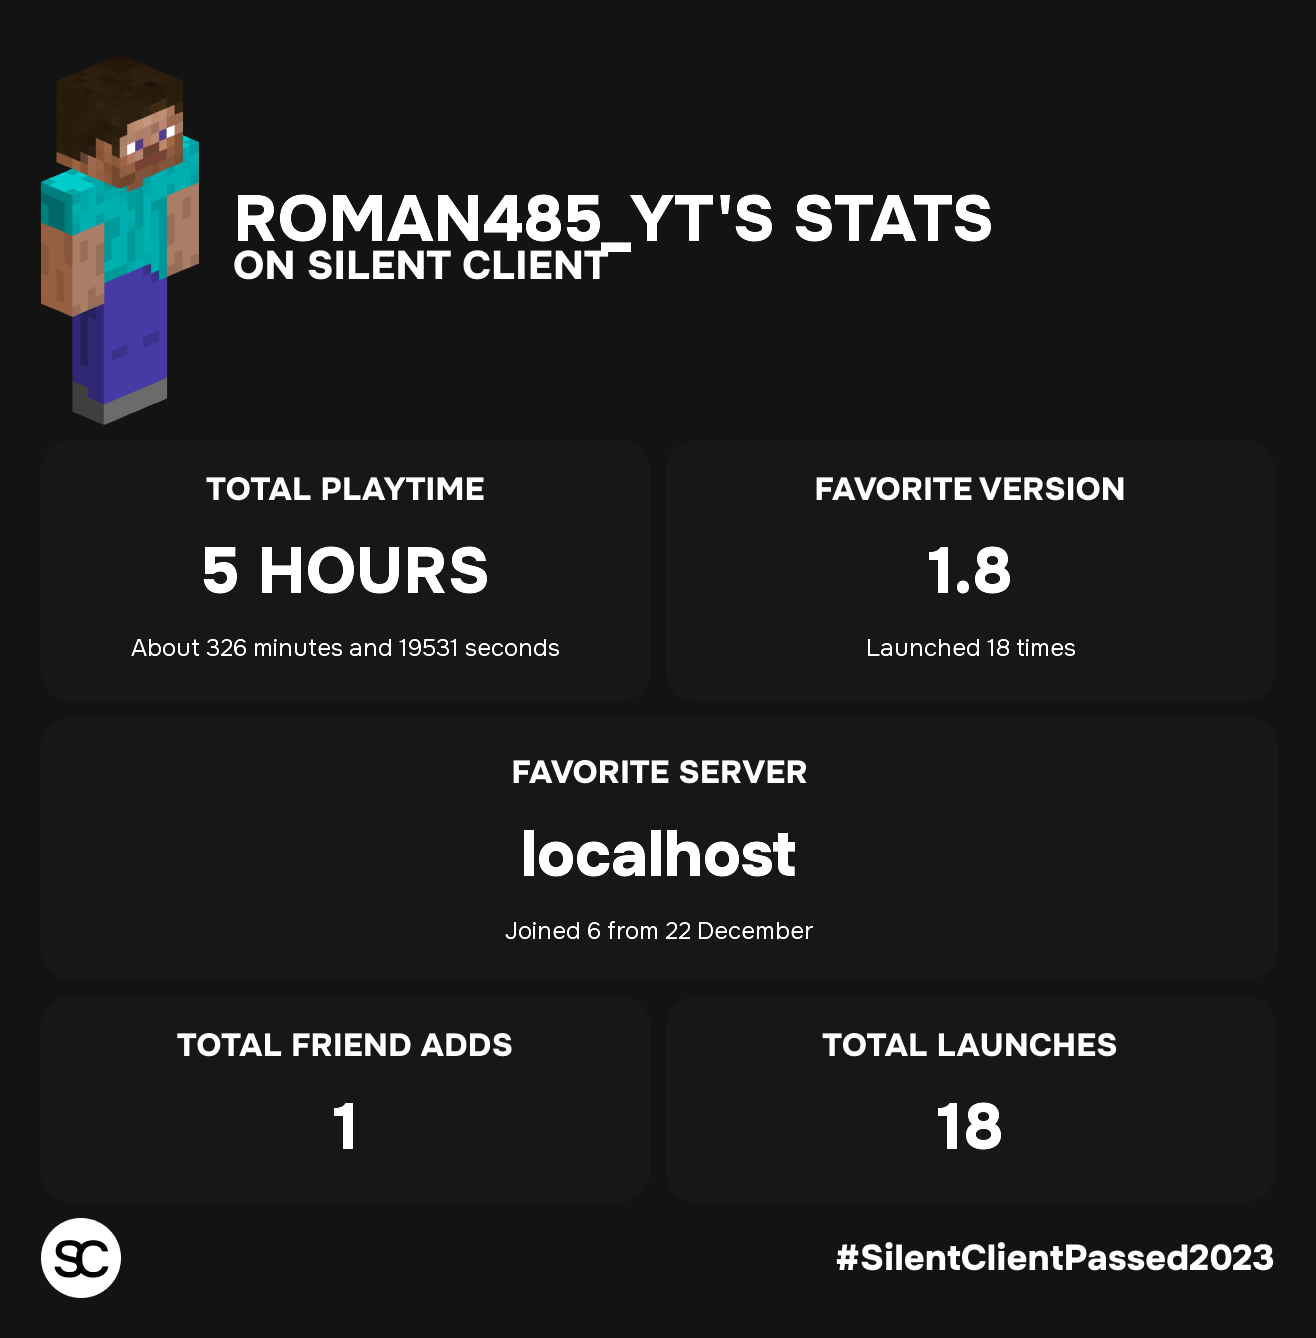 ROMAN485_YT'S STATS
ON SILENT CLIENT
TOTAL PLAYTIME
5 HOURS
About 326 minutes and 19531 seconds
FAVORITE VERSION
1.8
Launched 18 times
FAVORITE SERVER
localhost
Joined 6 from 22 December
TOTAL FRIEND ADDS
1
TOTAL LAUNCHES
18
SC
#SilentClientPassed2023